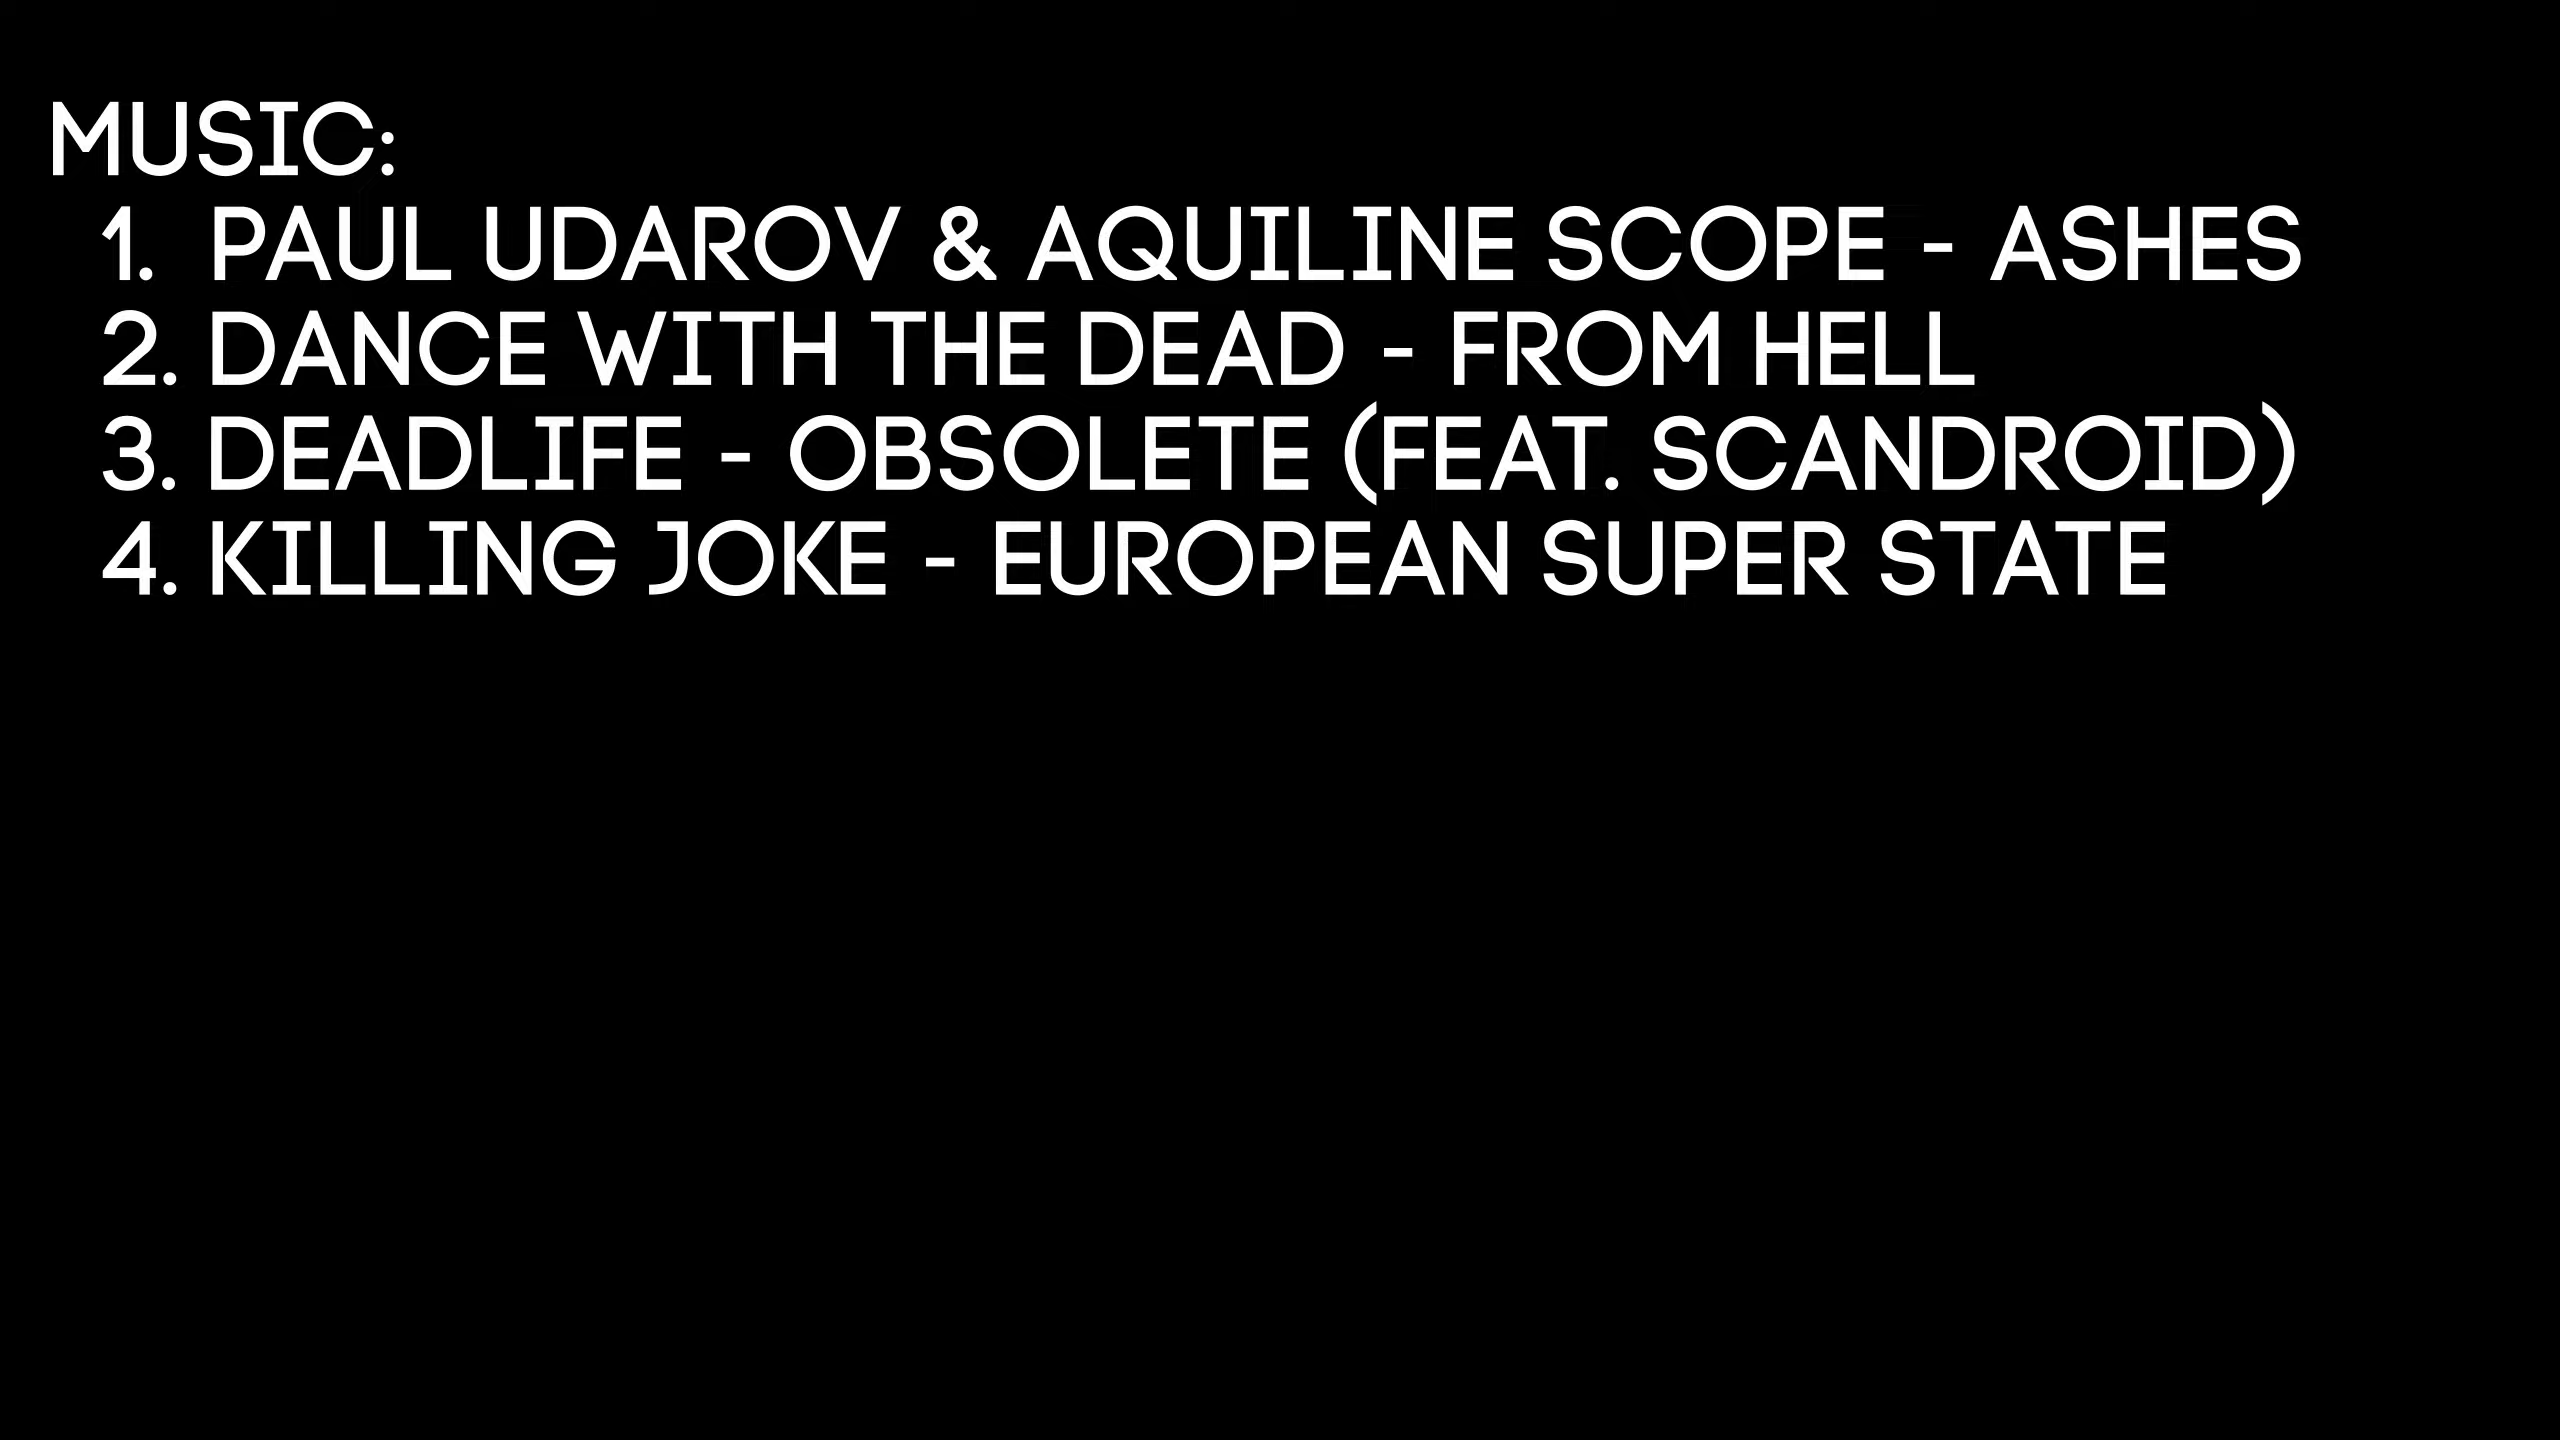 MUSIC:
1. PAUL UDAROV & AQUILINE SCOPE - ASHES
2. DANCE WITH THE DEAD - FROM HELL
3. DEADLIFE - OBSOLETE (FEAT. SCANDROID)
4. KILLING JOKE - EUROPEAN SUPER STATE